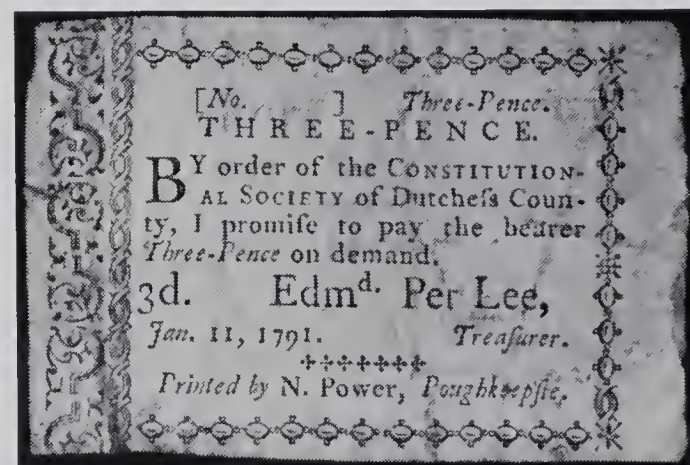 [No. ] Three-Pence.
THREE-PENCE.
BY order of the CONSTITUTION-
AL SOCIETY of Dutcheſs Coun-
ty, I promiſe to pay the bearer
Three-Pence on demand.
3d. Edmd. Per Lee,
Jan. 11, 1791. Treaſurer.
Printed by N. Power, Poughkeepſie.